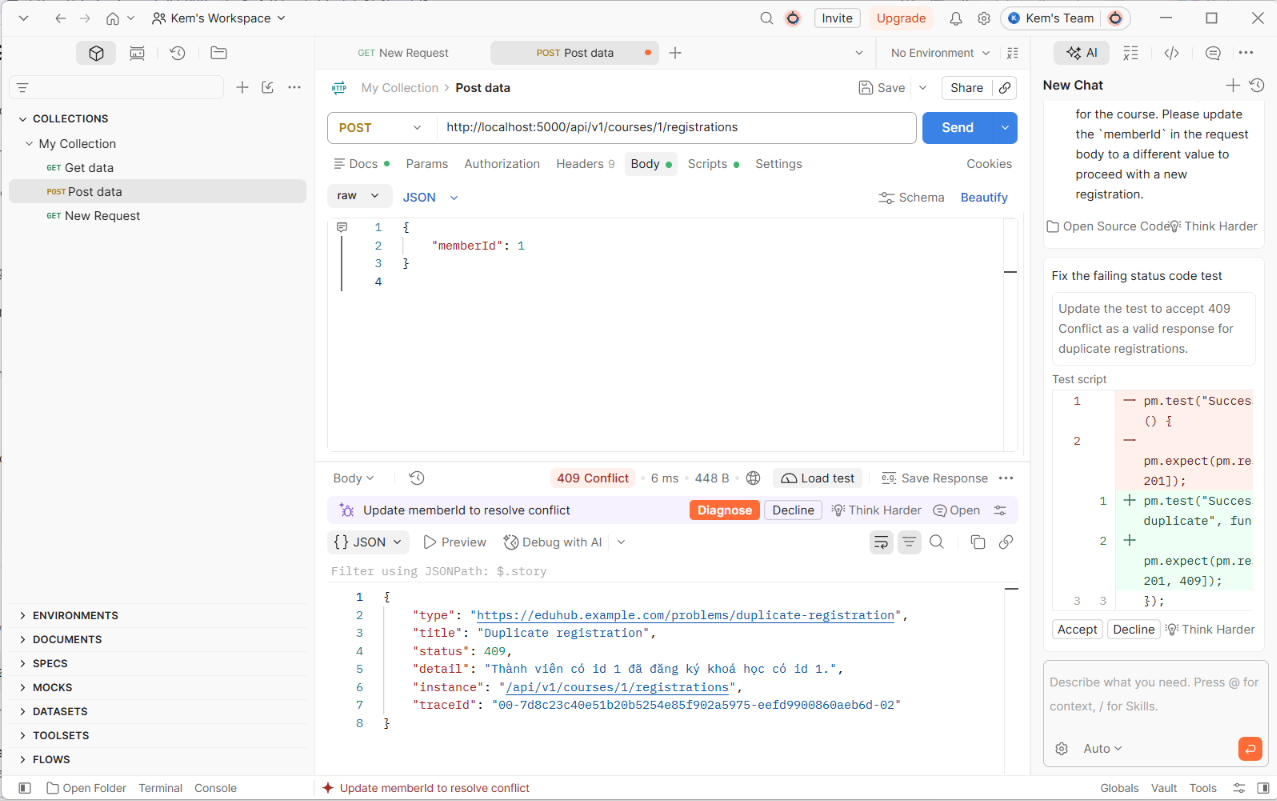 Kem's Workspace
Invite
Upgrade
K
Kem's Team
GET New Request
POST Post data
No Environment
AI
COLLECTIONS
My Collection
GET Get data
POST Post data
GET New Request
ENVIRONMENTS
DOCUMENTS
SPECS
MOCKS
DATASETS
TOOLSETS
FLOWS
HTTP
My Collection > Post data
Save
Share
POST
http://localhost:5000/api/v1/courses/1/registrations
Send
Docs
Params
Authorization
Headers 9
Body
Scripts
Settings
Cookies
raw
JSON
Schema
Beautify
1 {
2 "memberId": 1
3 }
4
Body
409 Conflict
6 ms
448 B
Load test
e.g. Save Response
Update memberId to resolve conflict
Diagnose
Decline
Think Harder
Open
{} JSON
Preview
Debug with AI
Filter using JSONPath: $.story
1 {
2 "type": "https://eduhub.example.com/problems/duplicate-registration",
3 "title": "Duplicate registration",
4 "status": 409,
5 "detail": "Thành viên có id 1 đã đăng ký khoá học có id 1.",
6 "instance": "/api/v1/courses/1/registrations",
7 "traceId": "00-7d8c23c40e51b20b5254e85f902a5975-eefd9900860aeb6d-02"
8 }
New Chat
for the course. Please update
the `memberId` in the request
body to a different value to
proceed with a new
registration.
Open Source Code
Think Harder
Fix the failing status code test
Update the test to accept 409
Conflict as a valid response for
duplicate registrations.
Test script
1 — pm.test("Succes
() {
2 —
pm.expect(pm.re
201]);
1 + pm.test("Succes
duplicate", fun
2 +
pm.expect(pm.re
201, 409]);
3 3 });
Accept
Decline
Think Harder
Describe what you need. Press @ for
context, / for Skills.
Auto
Open Folder
Terminal
Console
Update memberId to resolve conflict
Globals
Vault
Tools